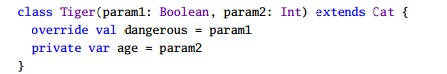 class Tiger(param1: Boolean, param2: Int) extends Cat {
  override val dangerous = param1
  private var age = param2
}